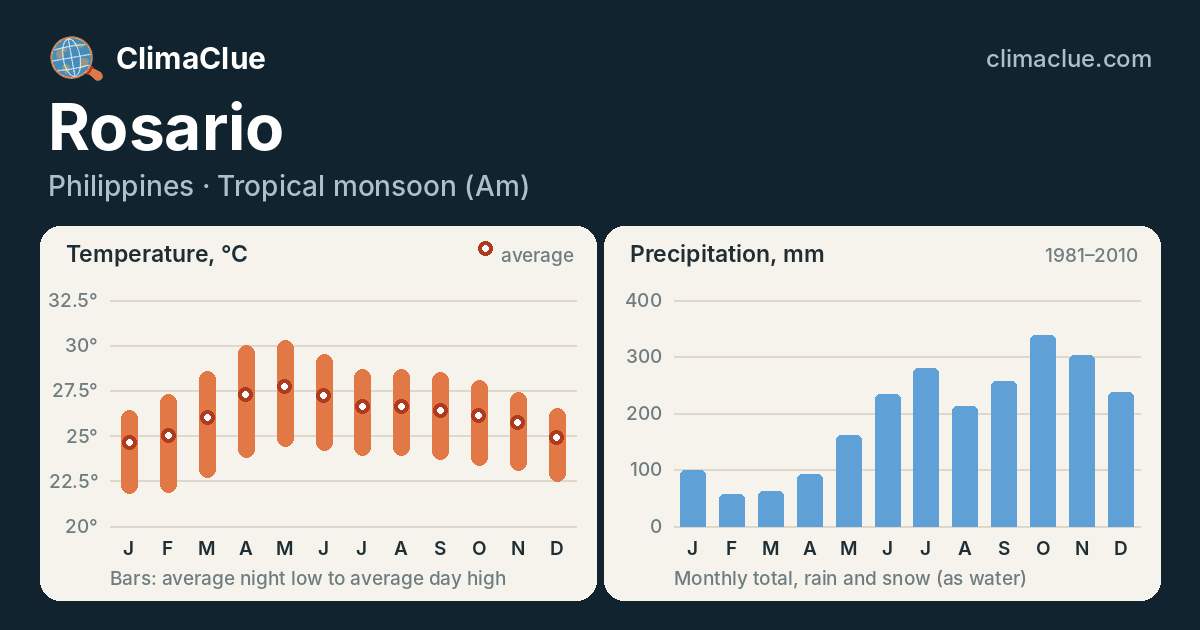 ClimaClue
climaclue.com
Rosario
Philippines · Tropical monsoon (Am)
Temperature, °C
average
32.5°
30°
27.5°
25°
22.5°
20°
J F M A M J J A S O N D
Bars: average night low to average day high
Precipitation, mm
1981–2010
400
300
200
100
0
J F M A M J J A S O N D
Monthly total, rain and snow (as water)